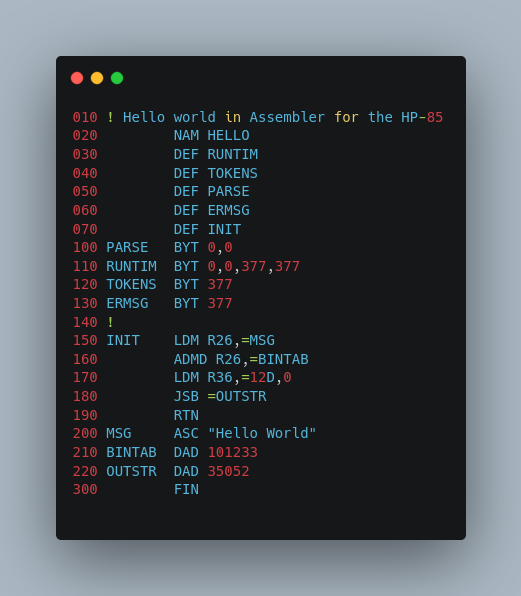 010 ! Hello world in Assembler for the HP-85
020         NAM HELLO
030         DEF RUNTIM
040         DEF TOKENS
050         DEF PARSE
060         DEF ERMSG
070         DEF INIT
100 PARSE   BYT 0,0
110 RUNTIM  BYT 0,0,377,377
120 TOKENS  BYT 377
130 ERMSG   BYT 377
140 !
150 INIT    LDM R26,=MSG
160         ADMD R26,=BINTAB
170         LDM R36,=12D,0
180         JSB =OUTSTR
190         RTN
200 MSG     ASC "Hello World"
210 BINTAB  DAD 101233
220 OUTSTR  DAD 35052
300         FIN